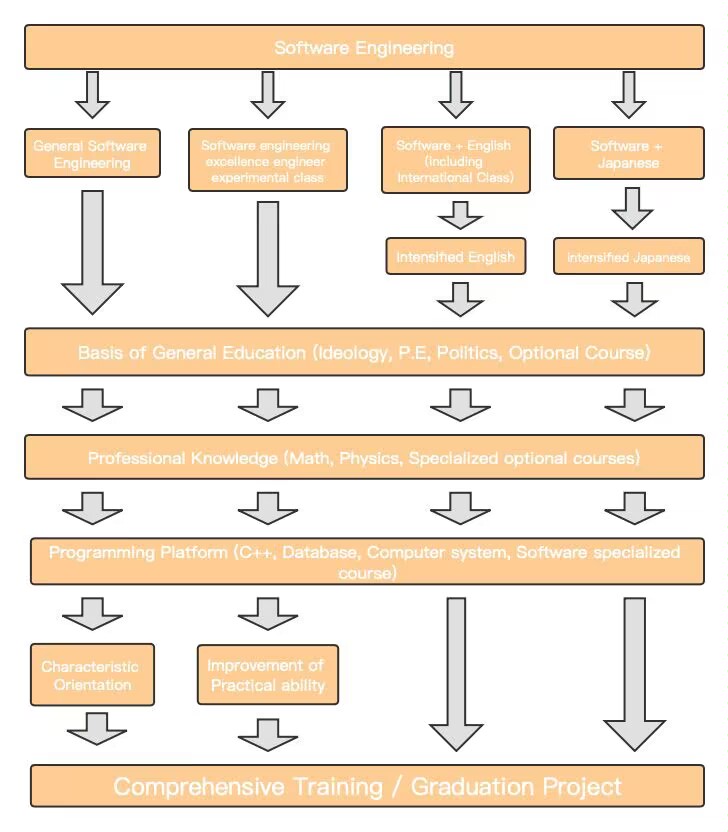 Software Engineering
General Software
Engineering
Software engineering
excellence engineer
experimental class
Software + English
(including
International Class)
Software +
Japanese
Intensified English
Intensified Japanese
Basis of General Education (Ideology, P.E, Politics, Optional Course)
Professional Knowledge (Math, Physics, Specialized optional courses)
Programming Platform (C++, Database, Computer system, Software specialized
course)
Characteristic
Orientation
Improvement of
Practical ability
Comprehensive Training / Graduation Project